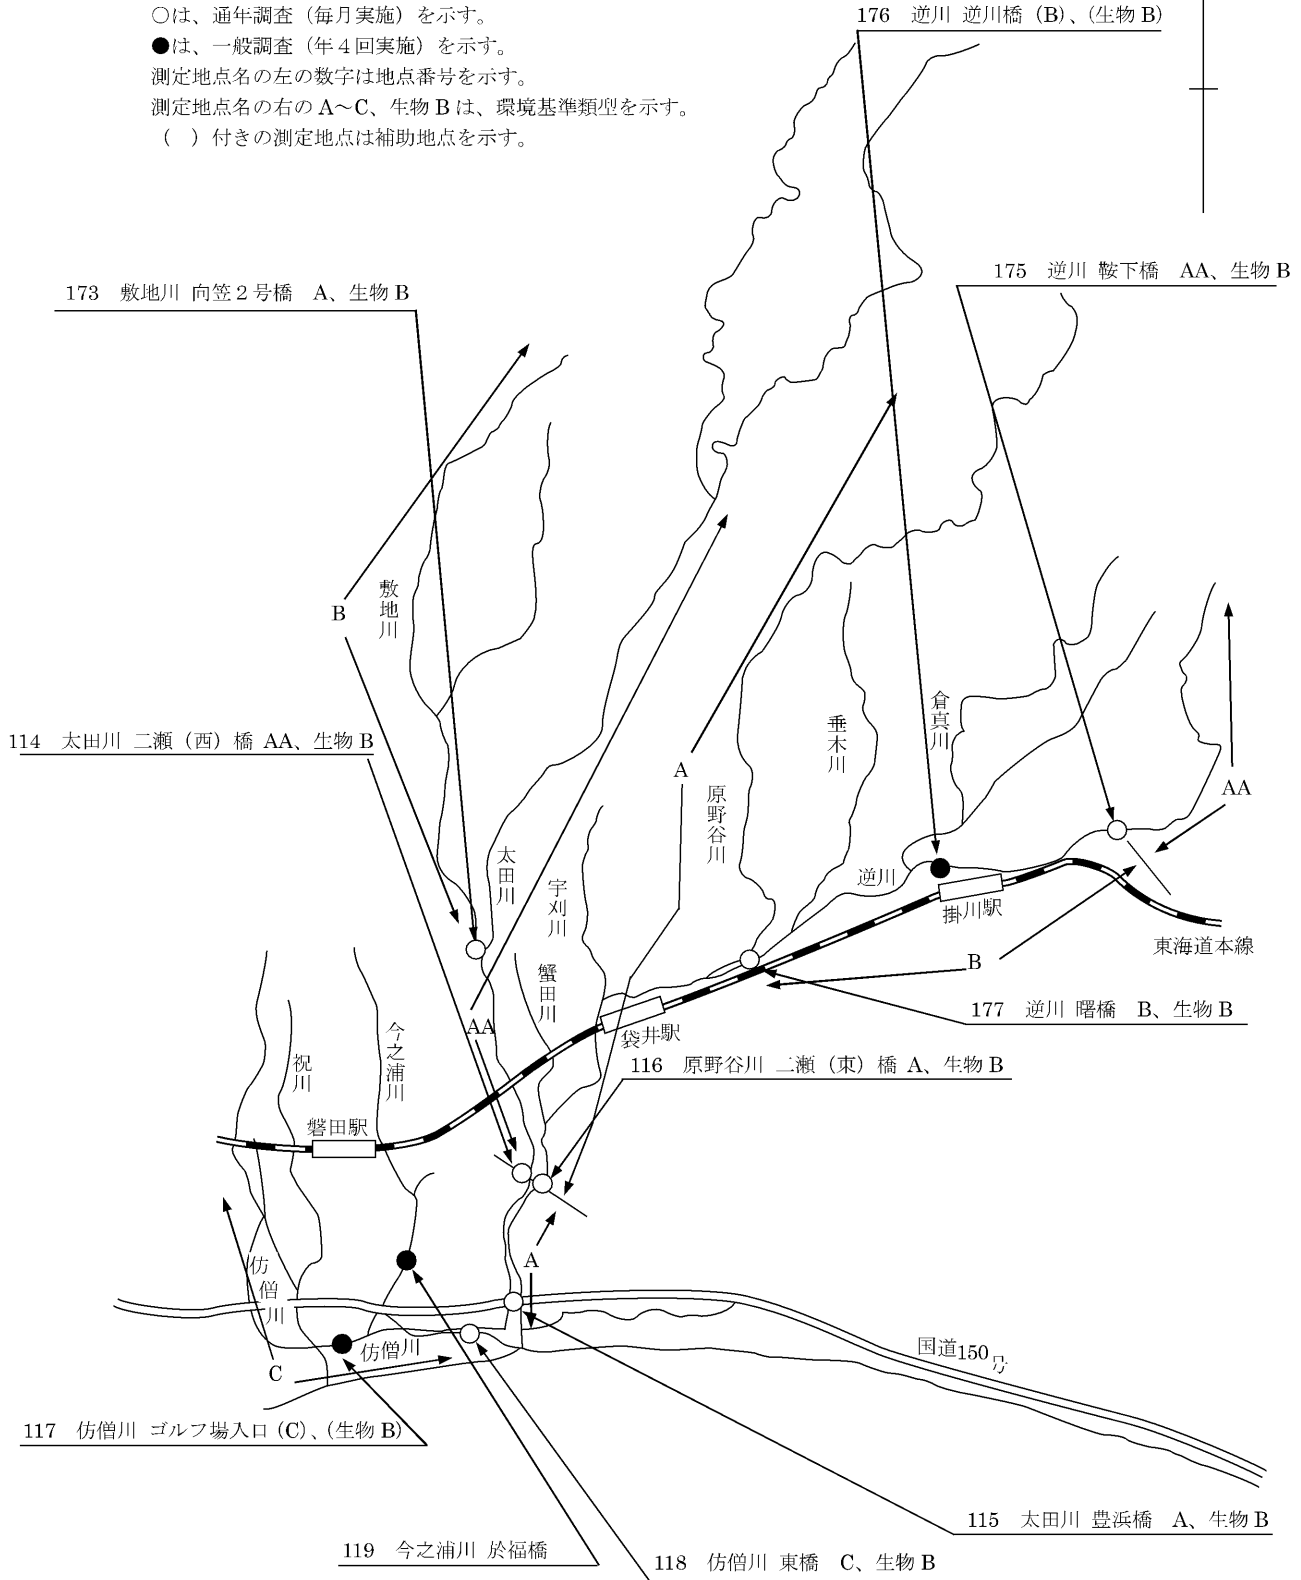 ○は、通年調査（毎月実施）を示す。
●は、一般調査（年４回実施）を示す。
測定地点名の左の数字は地点番号を示す。
測定地点名の右の A～C、生物 B は、環境基準類型を示す。
（　）付きの測定地点は補助地点を示す。
176　逆川 逆川橋（B）、（生物 B）
175　逆川 鞍下橋　AA、生物 B
173　敷地川 向笠２号橋　A、生物 B
B
敷地川
114　太田川 二瀬（西）橋 AA、生物 B
A
原野谷川
垂木川
倉真川
AA
太田川
宇刈川
逆川
掛川駅
東海道本線
蟹田川
B
177　逆川 曙橋　B、生物 B
AA
袋井駅
祝川
今之浦川
116　原野谷川 二瀬（東）橋 A、生物 B
磐田駅
A
仿僧川
仿僧川
C
国道150号
117　仿僧川 ゴルフ場入口（C）、（生物 B）
115　太田川 豊浜橋　A、生物 B
119　今之浦川 於福橋
118　仿僧川 東橋　C、生物 B